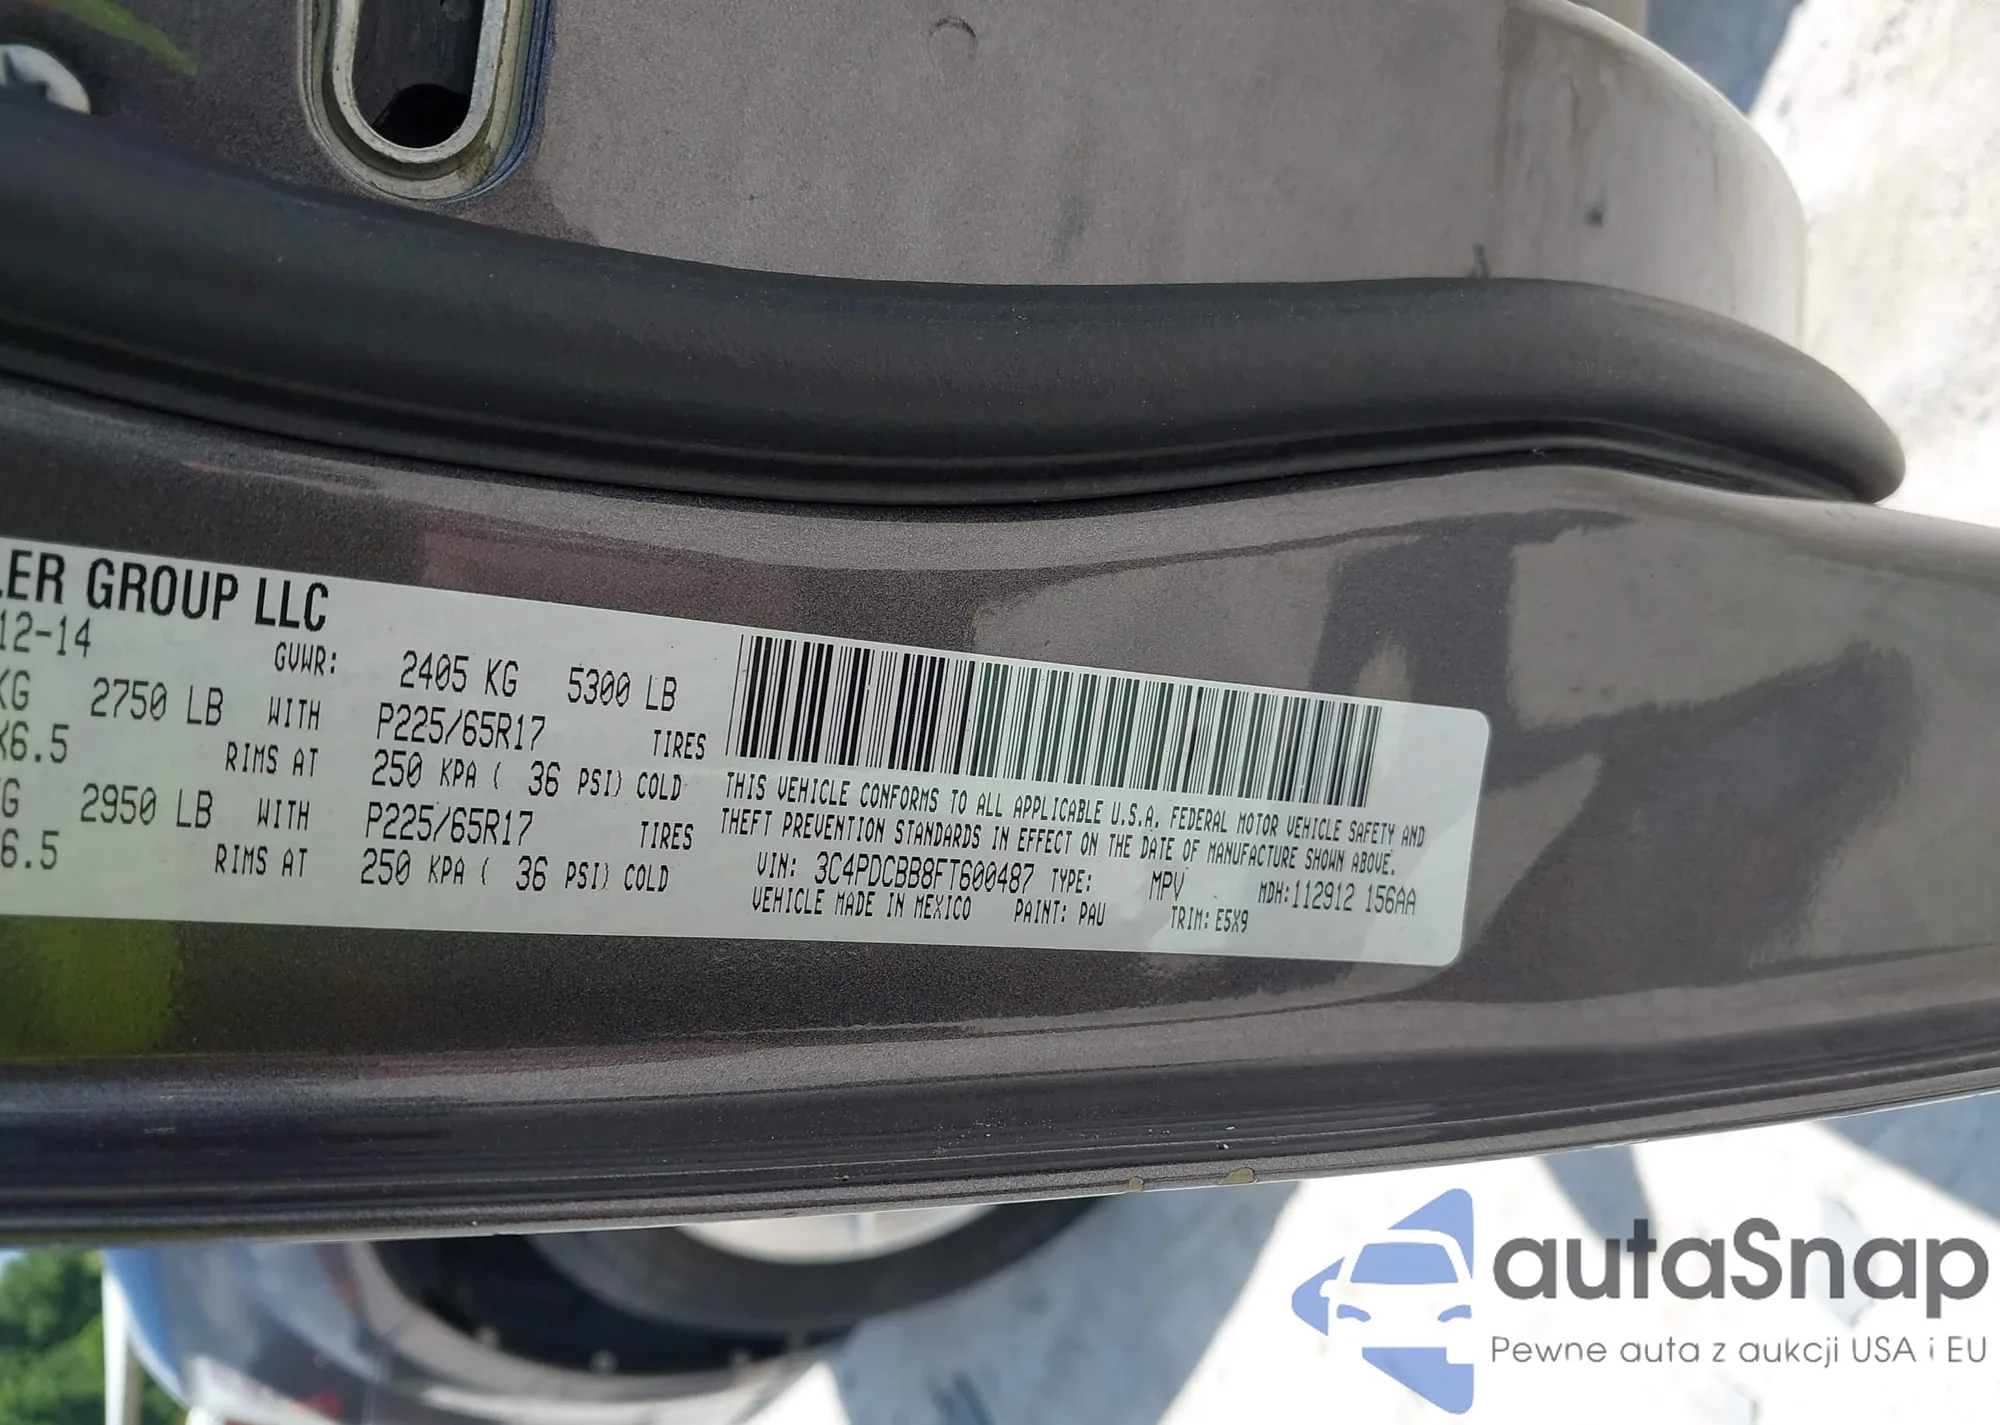 LER GROUP LLC
12-14
GVWR: 2405 KG 5300 LB
KG 2750 LB WITH P225/65R17 TIRES
X6.5 RIMS AT 250 KPA ( 36 PSI) COLD
G 2950 LB WITH P225/65R17 TIRES
6.5 RIMS AT 250 KPA ( 36 PSI) COLD
THIS VEHICLE CONFORMS TO ALL APPLICABLE U.S.A. FEDERAL MOTOR VEHICLE SAFETY AND
THEFT PREVENTION STANDARDS IN EFFECT ON THE DATE OF MANUFACTURE SHOWN ABOVE.
VIN: 3C4PDCBB8FT600487 TYPE: MPV MDH:112912 156AA
VEHICLE MADE IN MEXICO PAINT: PAU TRIM: E5X9
autaSnap
Pewne auta z aukcji USA i EU